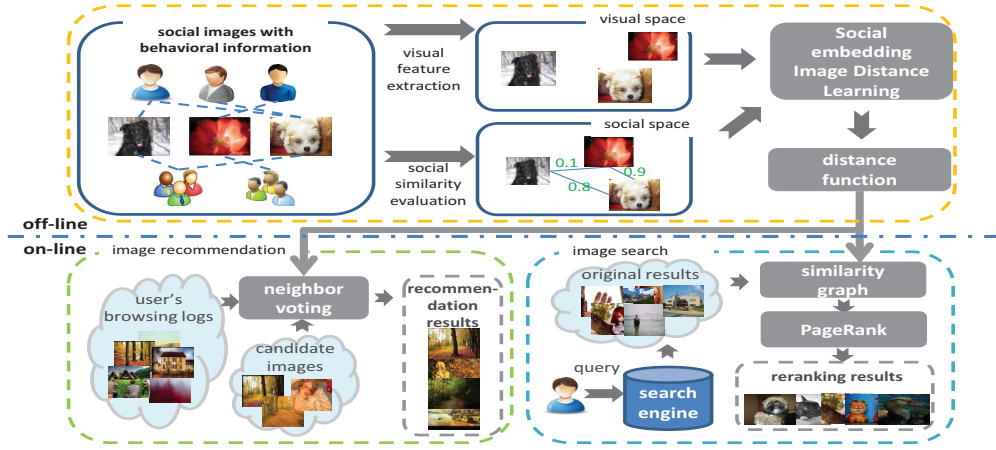 social images with
behavioral information
visual
feature
extraction
social
similarity
evaluation
visual space
social space
0.1
0.9
0.8
Social
embedding
Image Distance
Learning
distance
function
off-line
on-line
image recommendation
user's
browsing logs
neighbor
voting
candidate
images
recommen-
dation
results
image search
original results
query
search
engine
similarity
graph
PageRank
reranking results